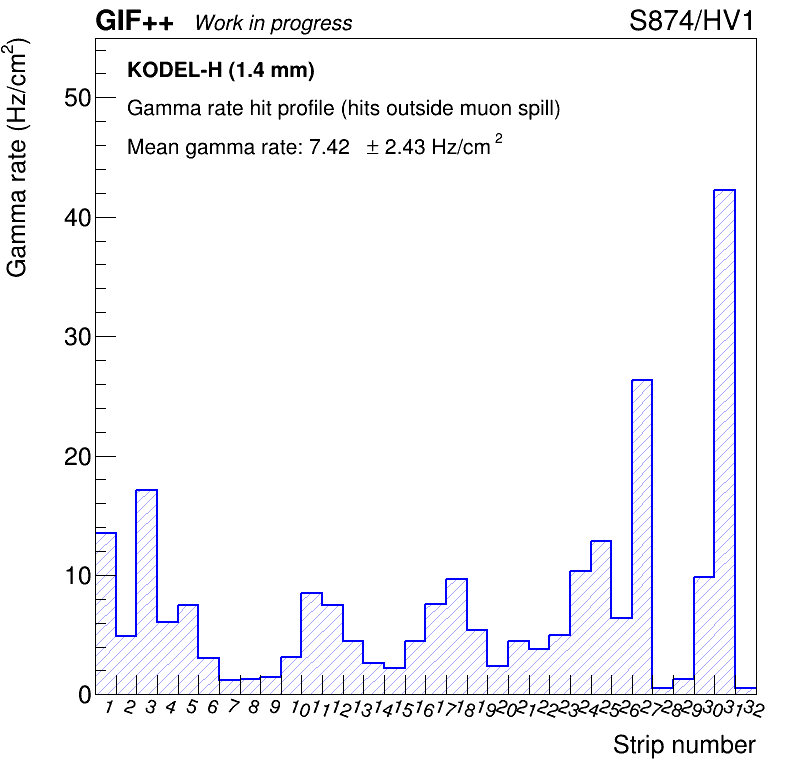 GIF++ Work in progress S874/HV1
Gamma rate (Hz/cm²)
KODEL-H (1.4 mm)
Gamma rate hit profile (hits outside muon spill)
Mean gamma rate: 7.42 ± 2.43 Hz/cm²
50
40
30
20
10
0
1 2 3 4 5 6 7 8 9 10 11 12 13 14 15 16 17 18 19 20 21 22 23 24 25 26 27 28 29 30 31 32
Strip number